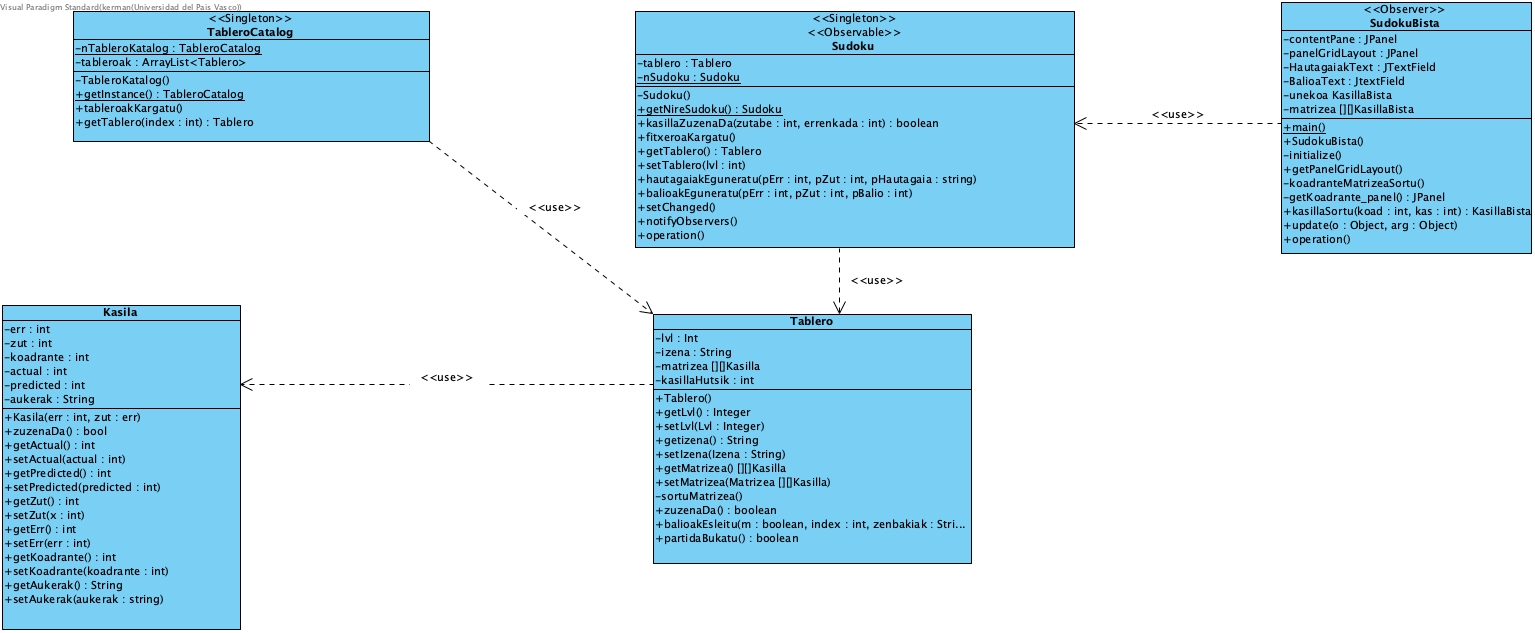 Visual Paradigm Standard(kerman(Universidad del Pais Vasco))
<<Singleton>>
TableroCatalog
-nTableroKatalog : TableroCatalog
-tableroak : ArrayList<Tablero>
-TableroKatalog()
+getInstance() : TableroCatalog
+tableroakKargatu()
+getTablero(index : int) : Tablero
<<Singleton>>
<<Observable>>
Sudoku
-tablero : Tablero
-nSudoku : Sudoku
-Sudoku()
+getNireSudoku() : Sudoku
+kasillaZuzenaDa(zutabe : int, errenkada : int) : boolean
+fitxeroaKargatu()
+getTablero() : Tablero
+setTablero(lvl : int)
+hautagaiakEguneratu(pErr : int, pZut : int, pHautagaia : string)
+balioakEguneratu(pErr : int, pZut : int, pBalio : int)
+setChanged()
+notifyObservers()
+operation()
<<Observer>>
SudokuBista
-contentPane : JPanel
-panelGridLayout : JPanel
-HautagaiakText : JTextField
-BalioaText : JtextField
-unekoa KasillaBista
-matrizea [][]KasillaBista
+main()
+SudokuBista()
-initialize()
+getPanelGridLayout()
-koadranteMatrizeaSortu()
-getKoadrante_panel() : JPanel
+kasillaSortu(koad : int, kas : int) : KasillaBista
+update(o : Object, arg : Object)
+operation()
<<use>>
<<use>>
<<use>>
<<use>>
Kasila
-err : int
-zut : int
-koadrante : int
-actual : int
-predicted : int
-aukerak : String
+Kasila(err : int, zut : err)
+zuzenaDa() : bool
+getActual() : int
+setActual(actual : int)
+getPredicted() : int
+setPredicted(predicted : int)
+getZut() : int
+setZut(x : int)
+getErr() : int
+setErr(err : int)
+getKoadrante() : int
+setKoadrante(koadrante : int)
+getAukerak() : String
+setAukerak(aukerak : string)
Tablero
-lvl : Int
-izena : String
-matrizea [][]Kasilla
-kasillaHutsik : int
+Tablero()
+getLvl() : Integer
+setLvl(Lvl : Integer)
+getizena() : String
+setIzena(Izena : String)
+getMatrizea() [][]Kasilla
+setMatrizea(Matrizea [][]Kasilla)
-sortuMatrizea()
+zuzenaDa() : boolean
+balioakEsleitu(m : boolean, index : int, zenbakiak : Stri...
+partidaBukatu() : boolean